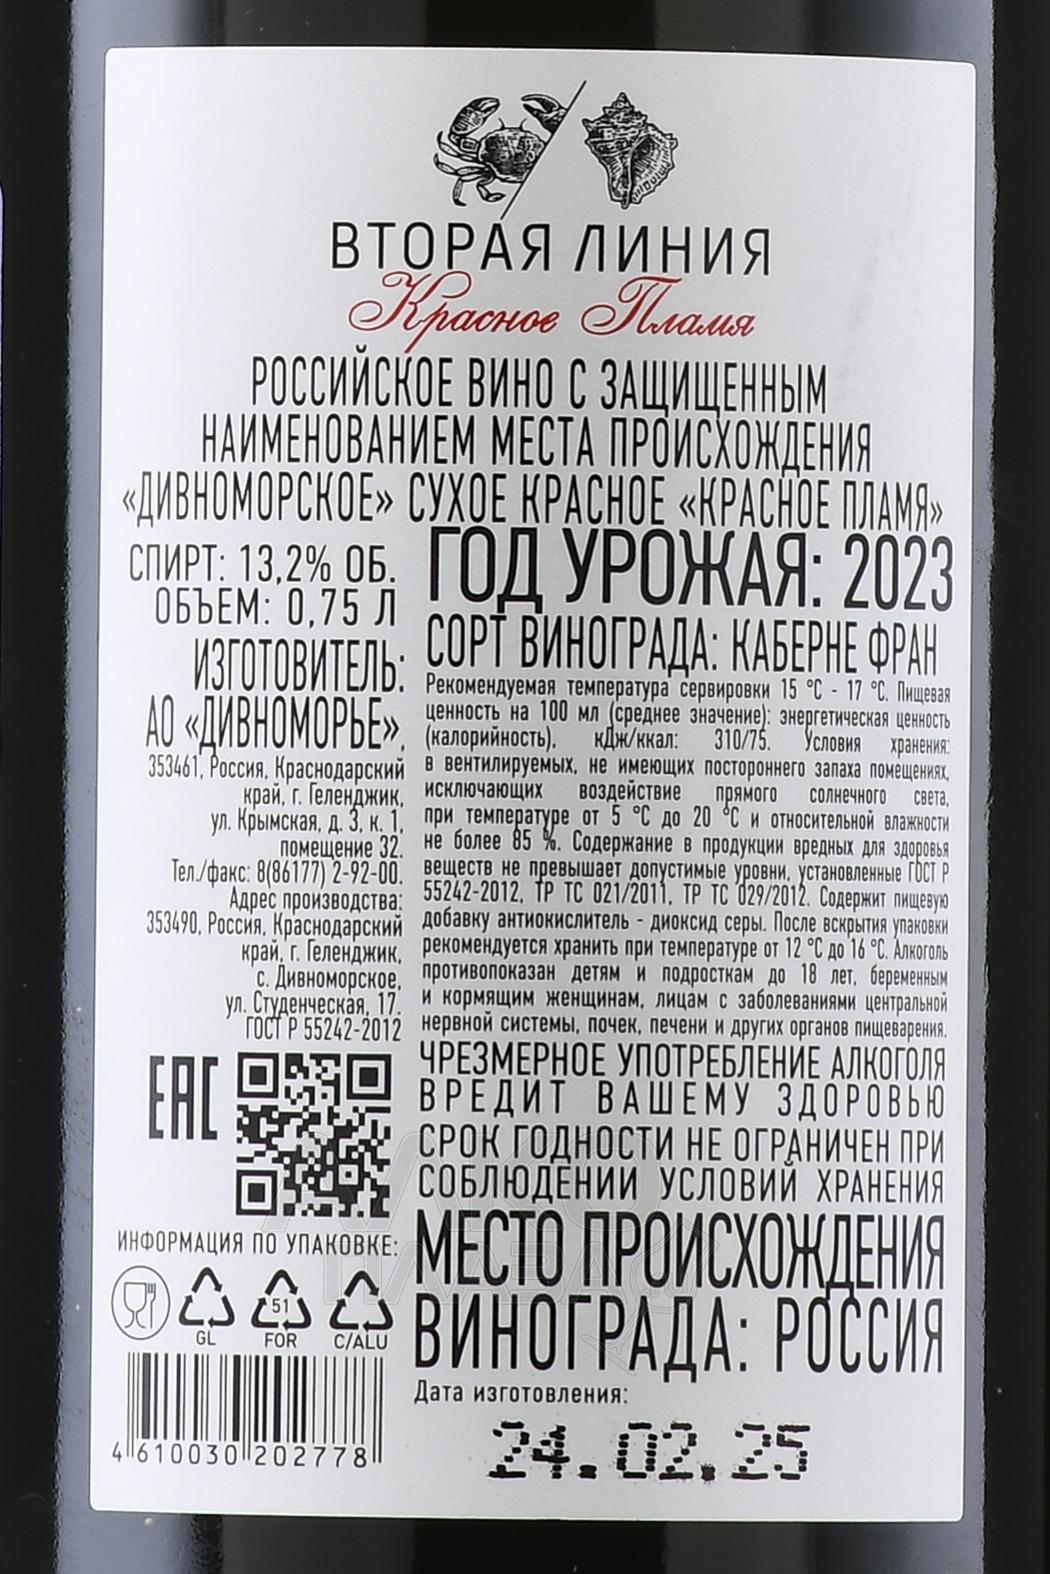 ВТОРАЯ ЛИНИЯ
Красное Пламя
РОССИЙСКОЕ ВИНО С ЗАЩИЩЕННЫМ
НАИМЕНОВАНИЕМ МЕСТА ПРОИСХОЖДЕНИЯ
«ДИВНОМОРСКОЕ» СУХОЕ КРАСНОЕ «КРАСНОЕ ПЛАМЯ»
СПИРТ: 13,2% ОБ.
ОБЪЕМ: 0,75 Л
ИЗГОТОВИТЕЛЬ:
АО «ДИВНОМОРЬЕ»,
353461, Россия, Краснодарский
край, г. Геленджик,
ул. Крымская, д. 3, к. 1,
помещение 32.
Тел./факс: 8(86177) 2-92-00.
Адрес производства:
353490, Россия, Краснодарский
край, г. Геленджик,
с. Дивноморское,
ул. Студенческая, 17.
ГОСТ Р 55242-2012
EAC
ИНФОРМАЦИЯ ПО УПАКОВКЕ:
GL
51
FOR
C/ALU
4 610030 202778
ГОД УРОЖАЯ: 2023
СОРТ ВИНОГРАДА: КАБЕРНЕ ФРАН
Рекомендуемая температура сервировки 15 °С - 17 °С. Пищевая
ценность на 100 мл (среднее значение): энергетическая ценность
(калорийность), кДж/ккал: 310/75. Условия хранения:
в вентилируемых, не имеющих постороннего запаха помещениях,
исключающих воздействие прямого солнечного света,
при температуре от 5 °С до 20 °С и относительной влажности
не более 85 %. Содержание в продукции вредных для здоровья
веществ не превышает допустимые уровни, установленные ГОСТ Р
55242-2012, ТР ТС 021/2011, ТР ТС 029/2012. Содержит пищевую
добавку антиокислитель - диоксид серы. После вскрытия упаковки
рекомендуется хранить при температуре от 12 °С до 16 °С. Алкоголь
противопоказан детям и подросткам до 18 лет, беременным
и кормящим женщинам, лицам с заболеваниями центральной
нервной системы, почек, печени и других органов пищеварения.
ЧРЕЗМЕРНОЕ УПОТРЕБЛЕНИЕ АЛКОГОЛЯ
ВРЕДИТ ВАШЕМУ ЗДОРОВЬЮ
СРОК ГОДНОСТИ НЕ ОГРАНИЧЕН ПРИ
СОБЛЮДЕНИИ УСЛОВИЙ ХРАНЕНИЯ
МЕСТО ПРОИСХОЖДЕНИЯ
ВИНОГРАДА: РОССИЯ
Дата изготовления:
24.02.25